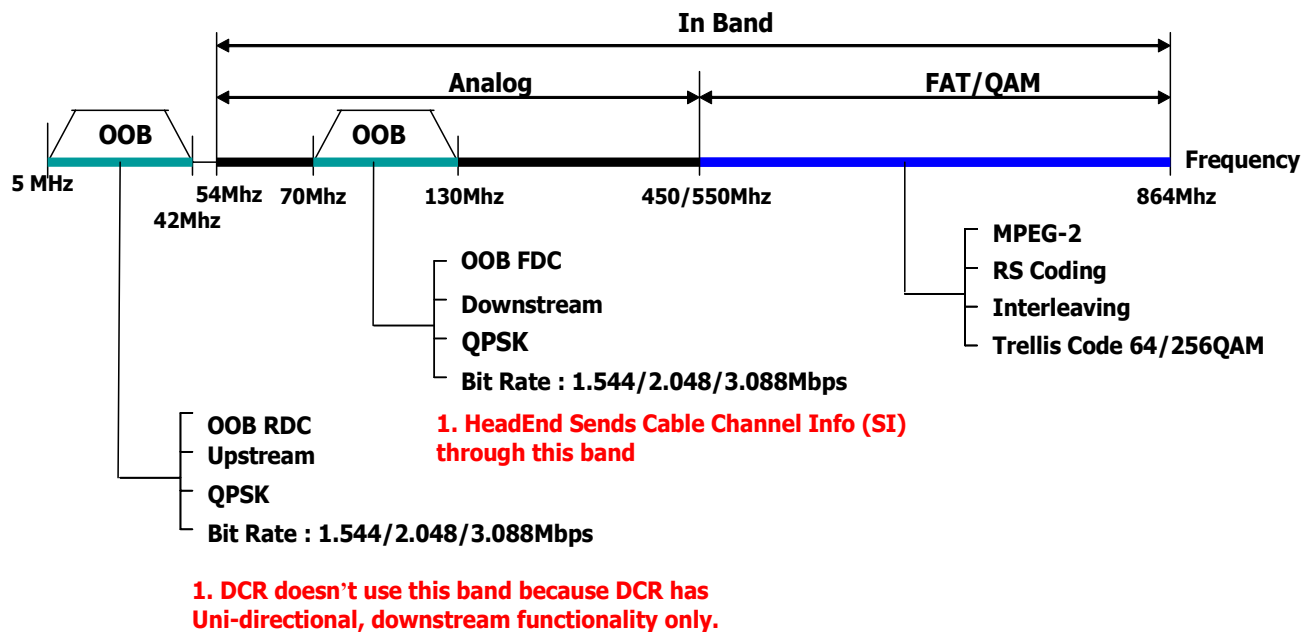 In Band
Analog
FAT/QAM
OOB
OOB
Frequency
5 MHz
42Mhz
54Mhz
70Mhz
130Mhz
450/550Mhz
864Mhz
MPEG-2
RS Coding
Interleaving
Trellis Code 64/256QAM
OOB FDC
Downstream
QPSK
Bit Rate : 1.544/2.048/3.088Mbps
1. HeadEnd Sends Cable Channel Info (SI)
through this band
OOB RDC
Upstream
QPSK
Bit Rate : 1.544/2.048/3.088Mbps
1. DCR doesn’t use this band because DCR has
Uni-directional, downstream functionality only.